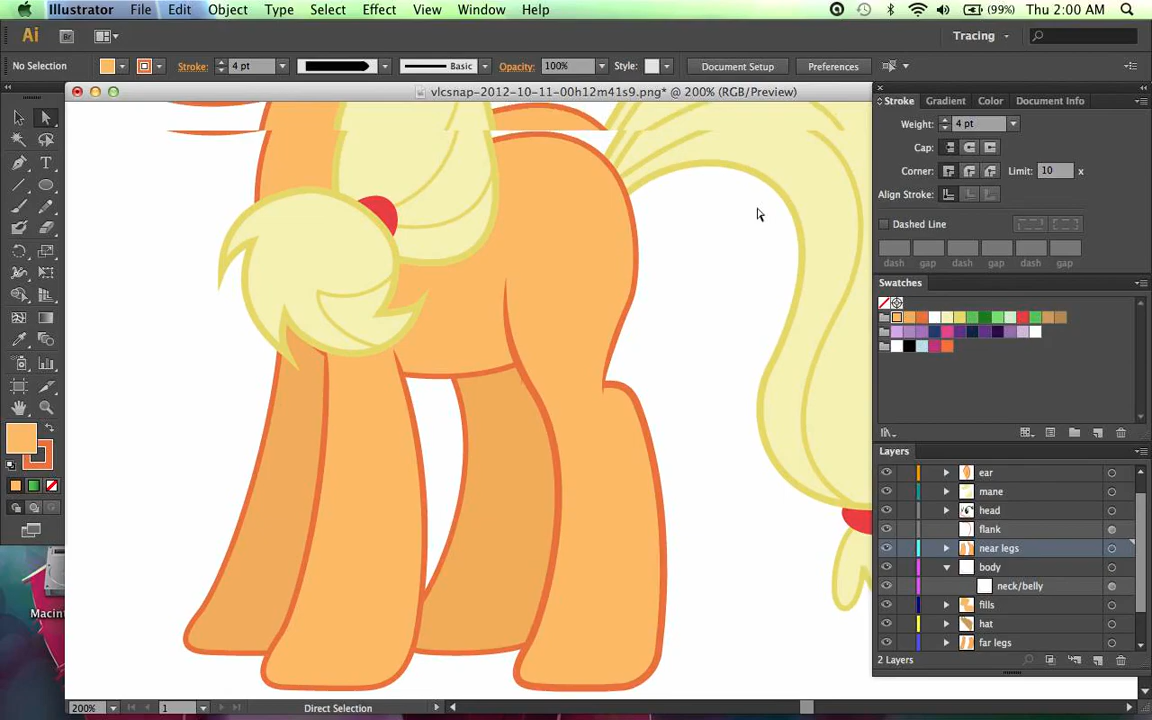 Illustrator File Edit Object Type Select Effect View Window Help (99%) Thu 2:00 AM
Ai Br Tracing
No Selection Stroke: 4 pt Basic Opacity: 100% Style: Document Setup Preferences
vlcsnap-2012-10-11-00h12m41s9.png* @ 200% (RGB/Preview)
Stroke Gradient Color Document Info
Weight: 4 pt
Cap:
Corner: Limit: 10 x
Align Stroke:
Dashed Line
dash gap dash gap dash gap
Swatches
Layers
ear
mane
head
flank
near legs
body
neck/belly
fills
hat
far legs
2 Layers
Macint
200% 1 Direct Selection